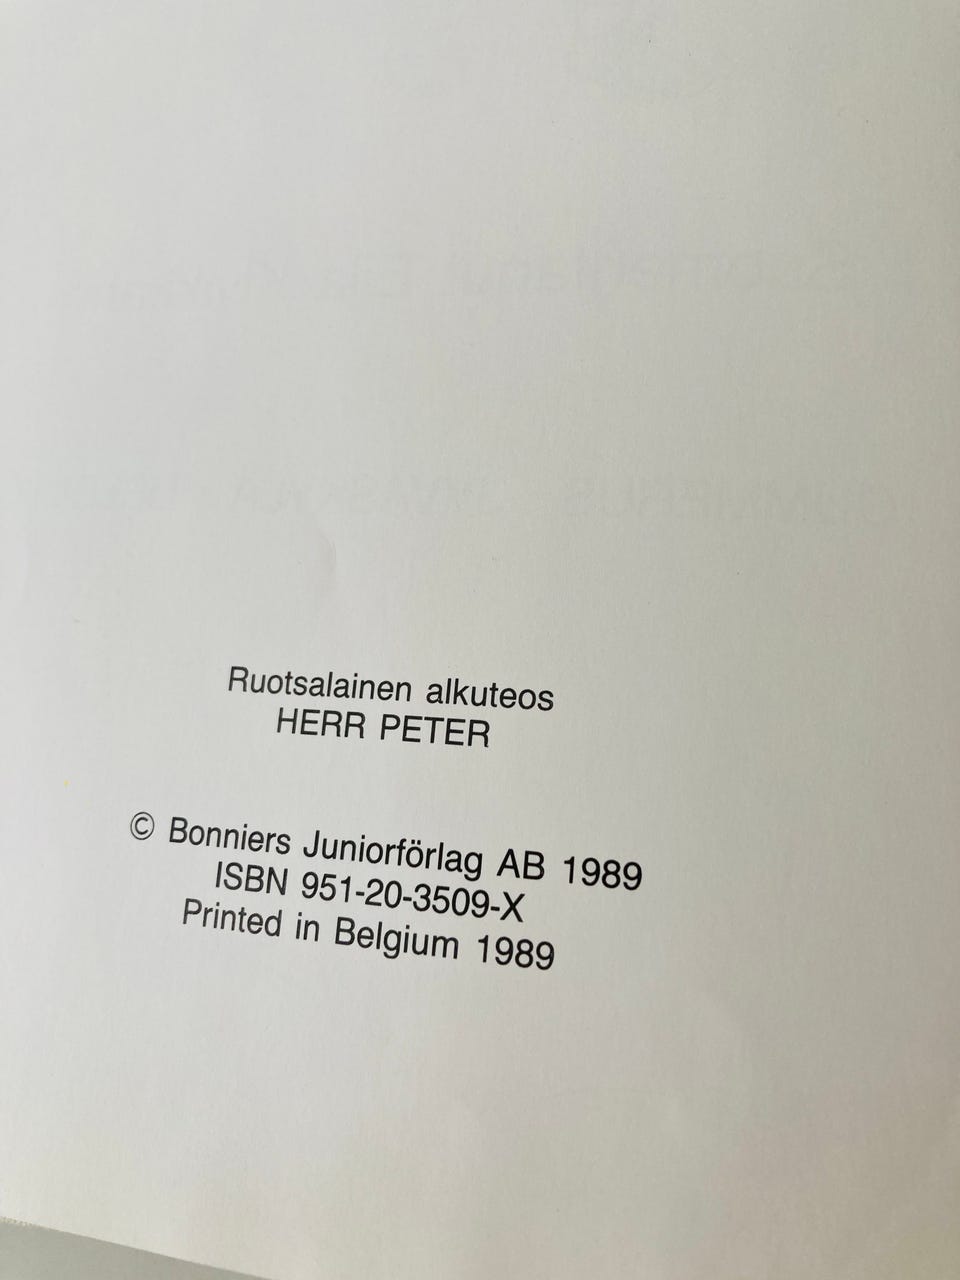 Ruotsalainen alkuteos
HERR PETER
© Bonniers Juniorförlag AB 1989
ISBN 951-20-3509-X
Printed in Belgium 1989